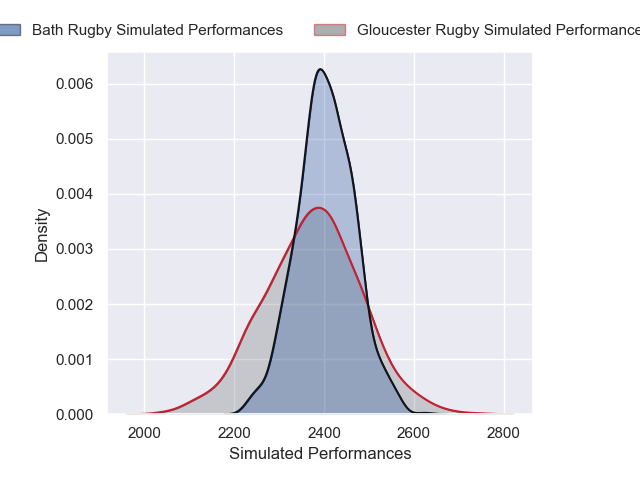 Bath Rugby Simulated Performances Gloucester Rugby Simulated Performance
0.006
0.005
0.004
0.003
0.002
0.001
0.000
Density
2000 2200 2400 2600 2800
Simulated Performances